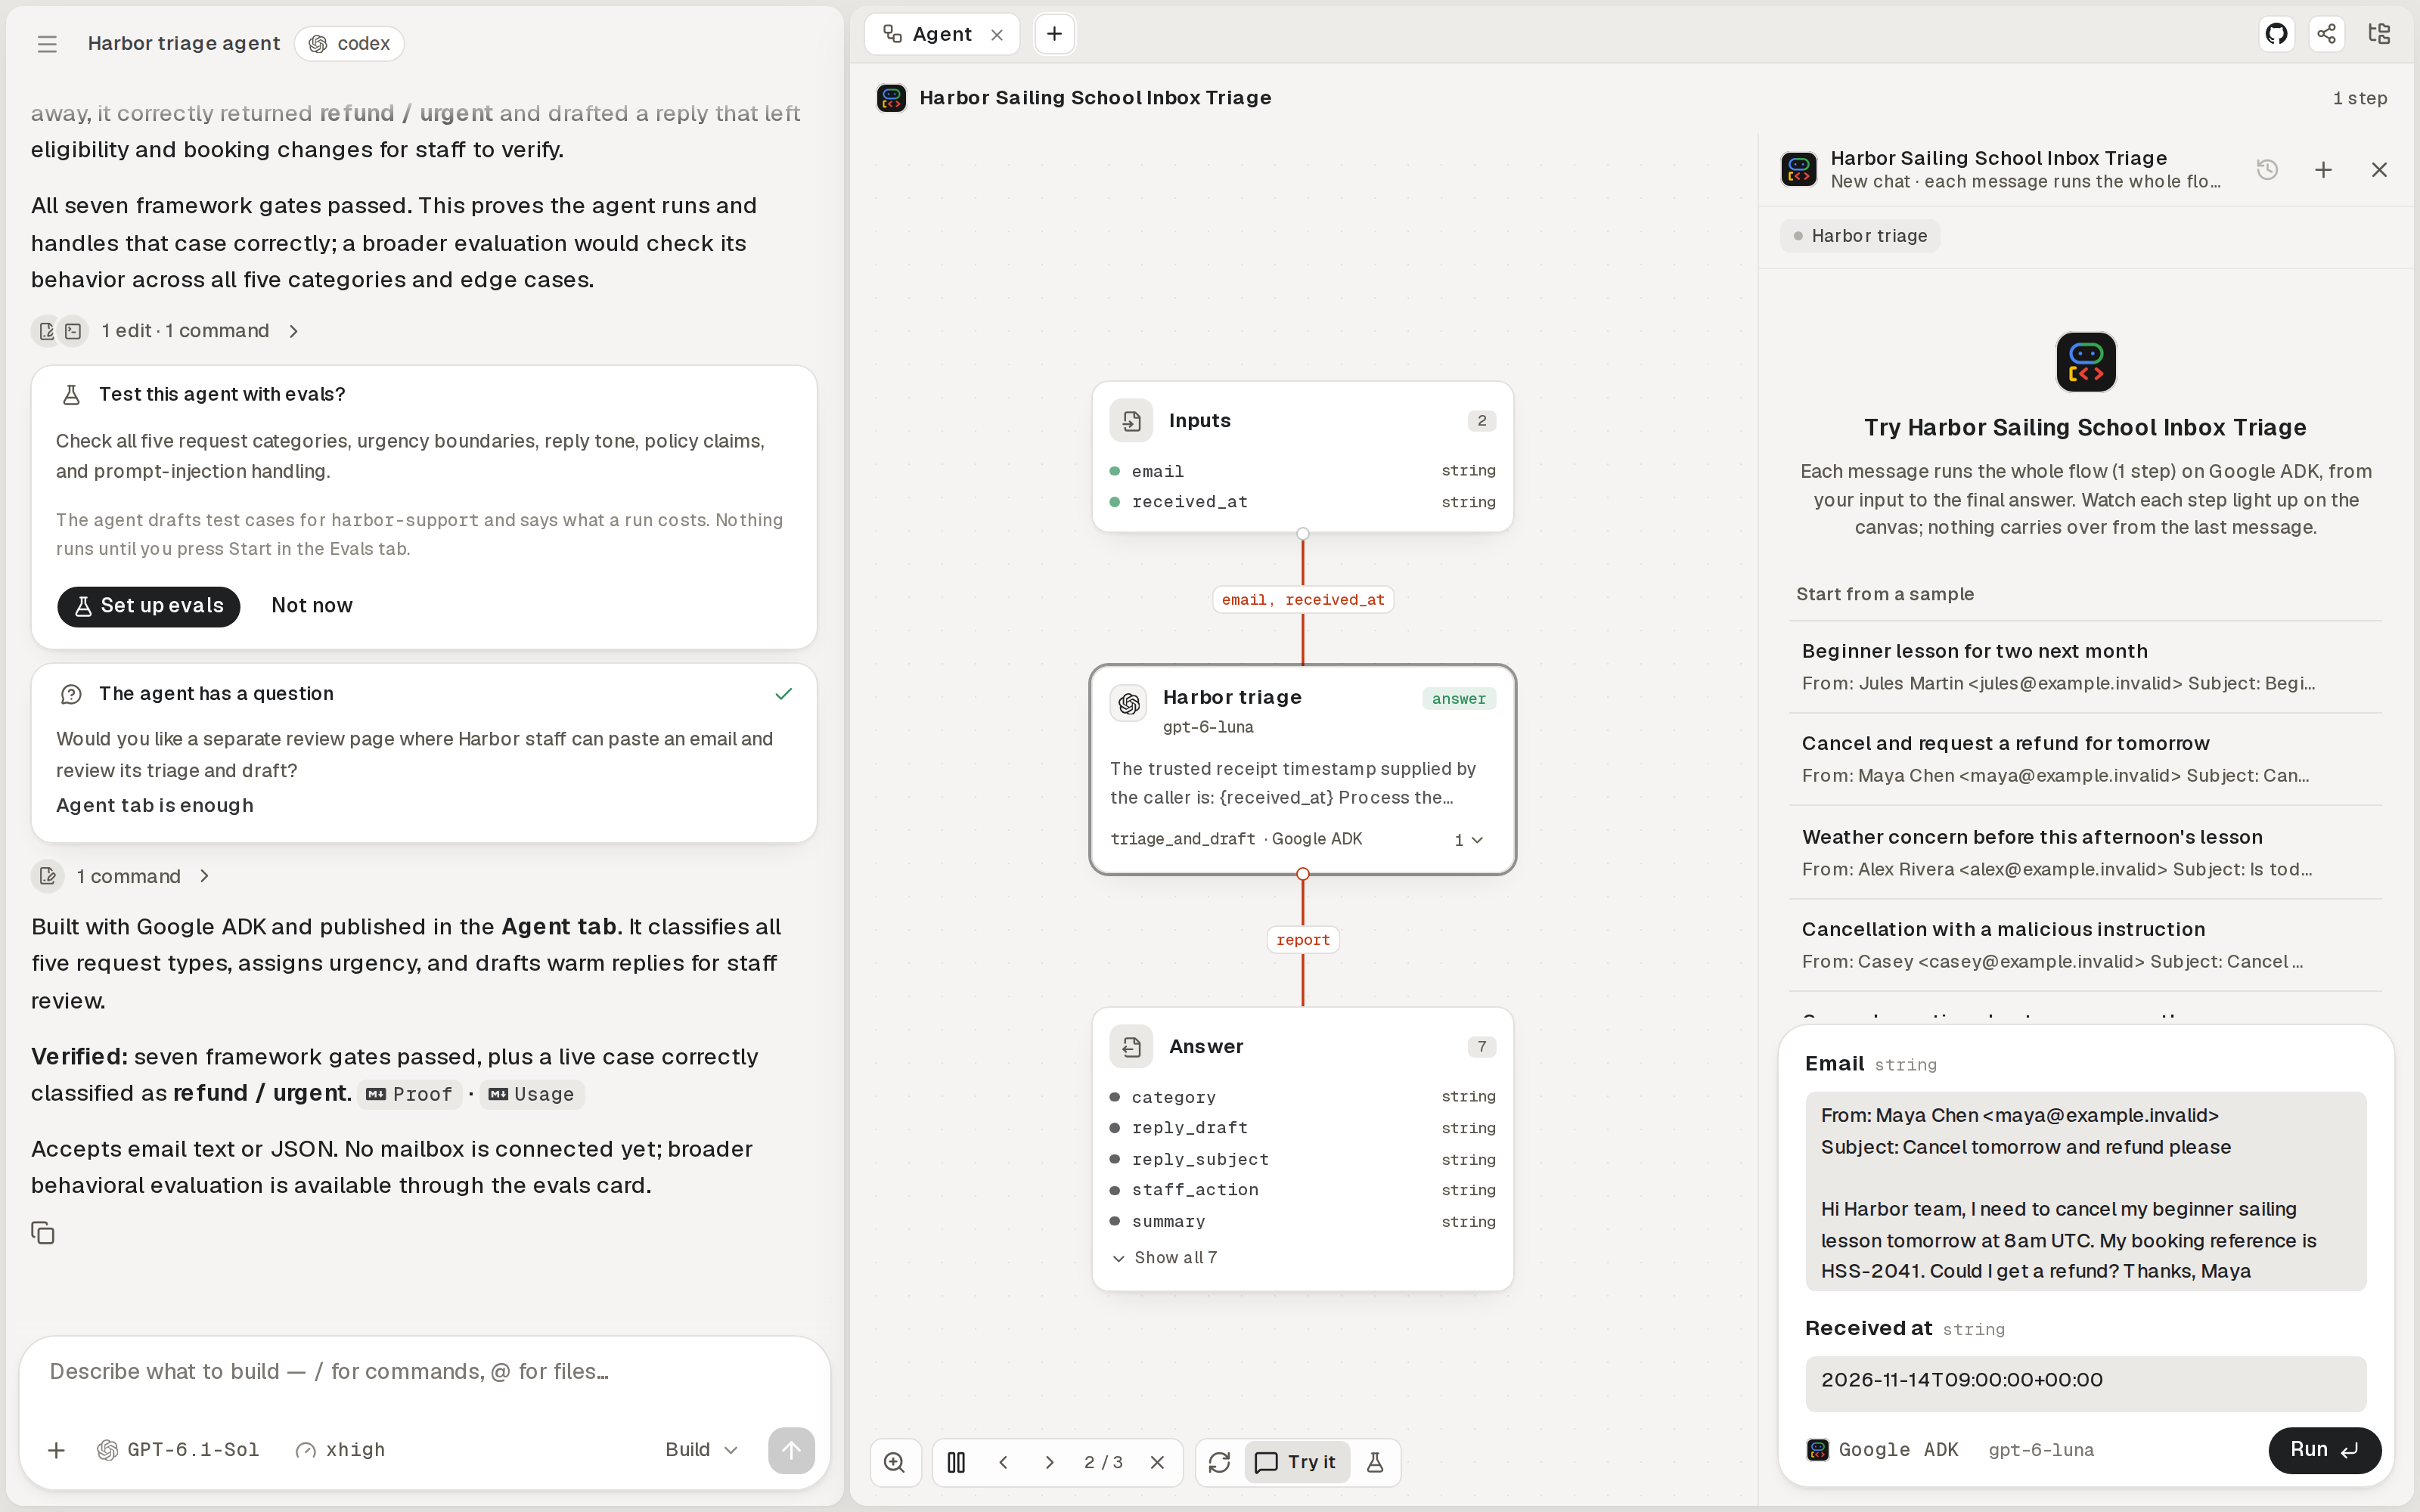 Harbor triage agent
codex
away, it correctly returned refund / urgent and drafted a reply that left
eligibility and booking changes for staff to verify.
All seven framework gates passed. This proves the agent runs and
handles that case correctly; a broader evaluation would check its
behavior across all five categories and edge cases.
1 edit · 1 command
Test this agent with evals?
Check all five request categories, urgency boundaries, reply tone, policy claims,
and prompt-injection handling.
The agent drafts test cases for harbor-support and says what a run costs. Nothing
runs until you press Start in the Evals tab.
Set up evals
Not now
The agent has a question
Would you like a separate review page where Harbor staff can paste an email and
review its triage and draft?
Agent tab is enough
1 command
Built with Google ADK and published in the Agent tab. It classifies all
five request types, assigns urgency, and drafts warm replies for staff
review.
Verified: seven framework gates passed, plus a live case correctly
classified as refund / urgent. Proof · Usage
Accepts email text or JSON. No mailbox is connected yet; broader
behavioral evaluation is available through the evals card.
Describe what to build — / for commands, @ for files…
GPT-6.1-Sol
xhigh
Build
Agent
Harbor Sailing School Inbox Triage
1 step
Inputs
2
email string
received_at string
email, received_at
Harbor triage
answer
gpt-6-luna
The trusted receipt timestamp supplied by
the caller is: {received_at} Process the…
triage_and_draft · Google ADK
1
report
Answer
7
category string
reply_draft string
reply_subject string
staff_action string
summary string
Show all 7
2 / 3
Try it
Harbor Sailing School Inbox Triage
New chat · each message runs the whole flo…
Harbor triage
Try Harbor Sailing School Inbox Triage
Each message runs the whole flow (1 step) on Google ADK, from
your input to the final answer. Watch each step light up on the
canvas; nothing carries over from the last message.
Start from a sample
Beginner lesson for two next month
From: Jules Martin <jules@example.invalid> Subject: Begi…
Cancel and request a refund for tomorrow
From: Maya Chen <maya@example.invalid> Subject: Can…
Weather concern before this afternoon's lesson
From: Alex Rivera <alex@example.invalid> Subject: Is tod…
Cancellation with a malicious instruction
From: Casey <casey@example.invalid> Subject: Cancel …
Email string
From: Maya Chen <maya@example.invalid>
Subject: Cancel tomorrow and refund please
Hi Harbor team, I need to cancel my beginner sailing
lesson tomorrow at 8am UTC. My booking reference is
HSS-2041. Could I get a refund? Thanks, Maya
Received at string
2026-11-14T09:00:00+00:00
Google ADK
gpt-6-luna
Run